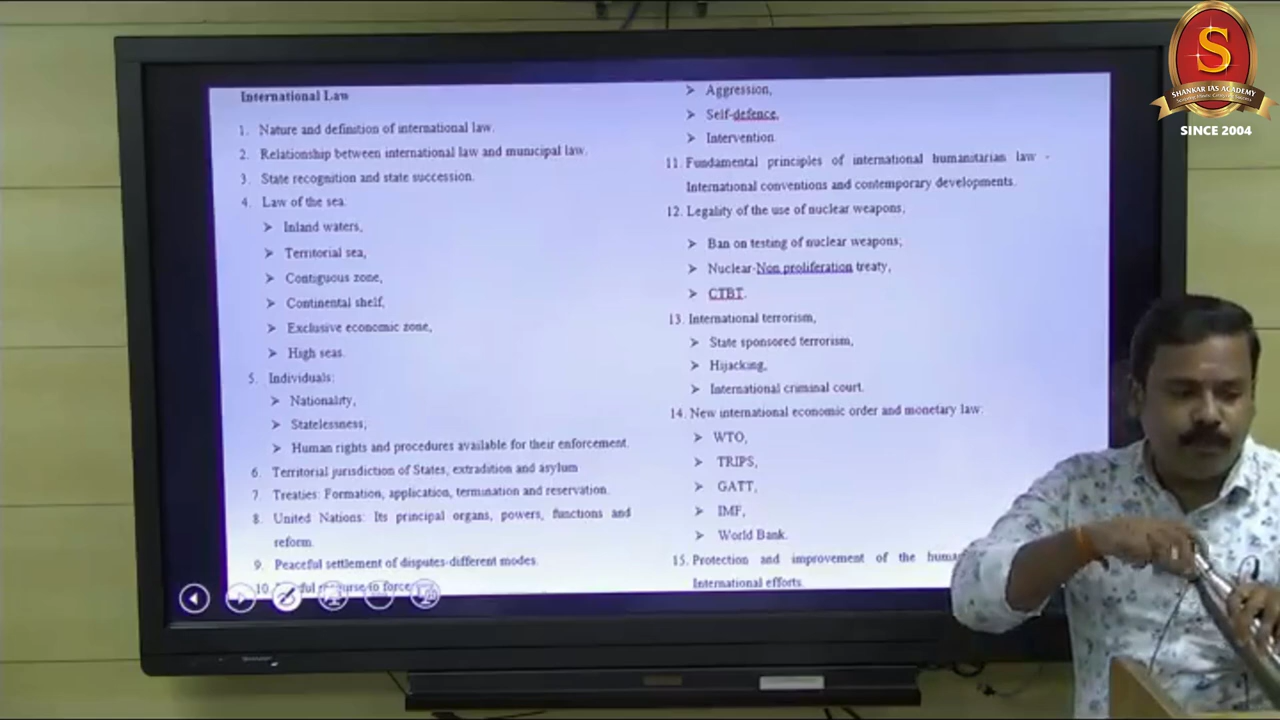 International Law
1. Nature and definition of international law.
2. Relationship between international law and municipal law.
3. State recognition and state succession.
4. Law of the sea.
➢ Inland waters,
➢ Territorial sea,
➢ Contiguous zone,
➢ Continental shelf,
➢ Exclusive economic zone,
➢ High seas.
5. Individuals:
➢ Nationality,
➢ Statelessness;
➢ Human rights and procedures available for their enforcement.
6. Territorial jurisdiction of States, extradition and asylum
7. Treaties: Formation, application, termination and reservation.
8. United Nations: Its principal organs, powers, functions and
reform.
9. Peaceful settlement of disputes-different modes.
10. to force
➢ Aggression,
➢ Self-defence,
➢ Intervention.
11. Fundamental principles of international humanitarian law -
International conventions and contemporary developments.
12. Legality of the use of nuclear weapons,
➢ Ban on testing of nuclear weapons;
➢ Nuclear-Non proliferation treaty,
➢ CTBT.
13. International terrorism,
➢ State sponsored terrorism,
➢ Hijacking,
➢ International criminal court.
14. New international economic order and monetary law:
➢ WTO,
➢ TRIPS,
➢ GATT,
➢ IMF,
➢ World Bank.
15. Protection and improvement of the
International efforts.
S
SHANKAR IAS ACADEMY
SINCE 2004